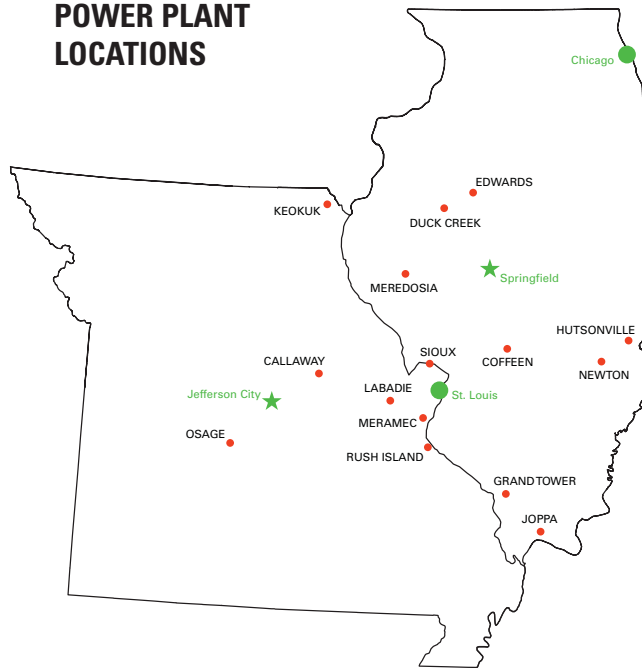 POWER PLANT
LOCATIONS
Chicago
EDWARDS
KEOKUK
DUCK CREEK
Springfield
MEREDOSIA
HUTSONVILLE
SIOUX
COFFEEN
CALLAWAY
NEWTON
LABADIE
Jefferson City
St. Louis
MERAMEC
OSAGE
RUSH ISLAND
GRAND TOWER
JOPPA